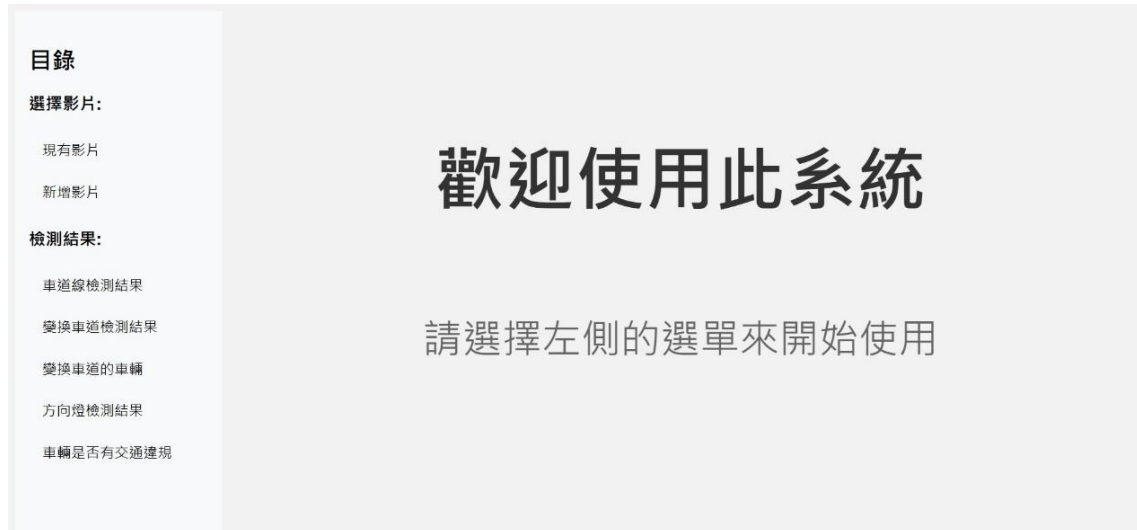 目錄
選擇影片:
現有影片
新增影片
檢測結果:
車道線檢測結果
變換車道檢測結果
變換車道的車輛
方向燈檢測結果
車輛是否有交通違規
歡迎使用此系統
請選擇左側的選單來開始使用